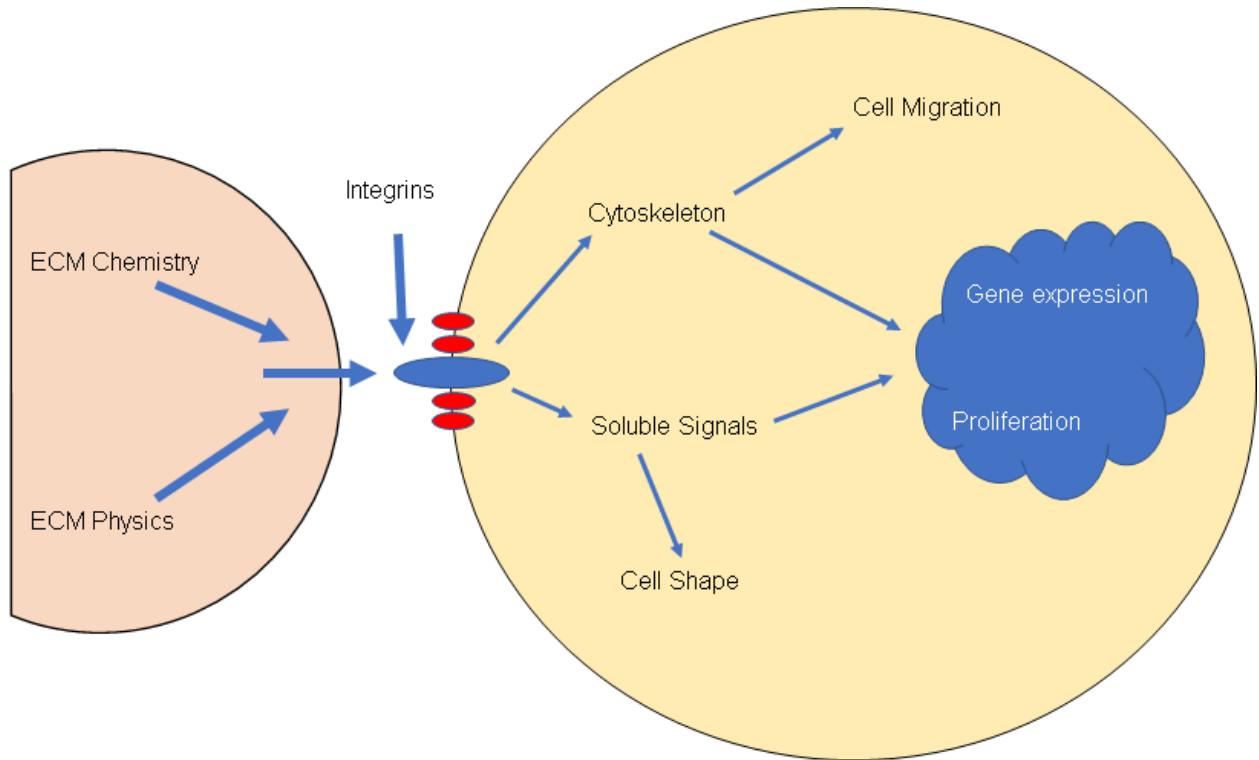 ECM Chemistry
ECM Physics
Integrins
Cytoskeleton
Cell Migration
Soluble Signals
Cell Shape
Gene expression
Proliferation